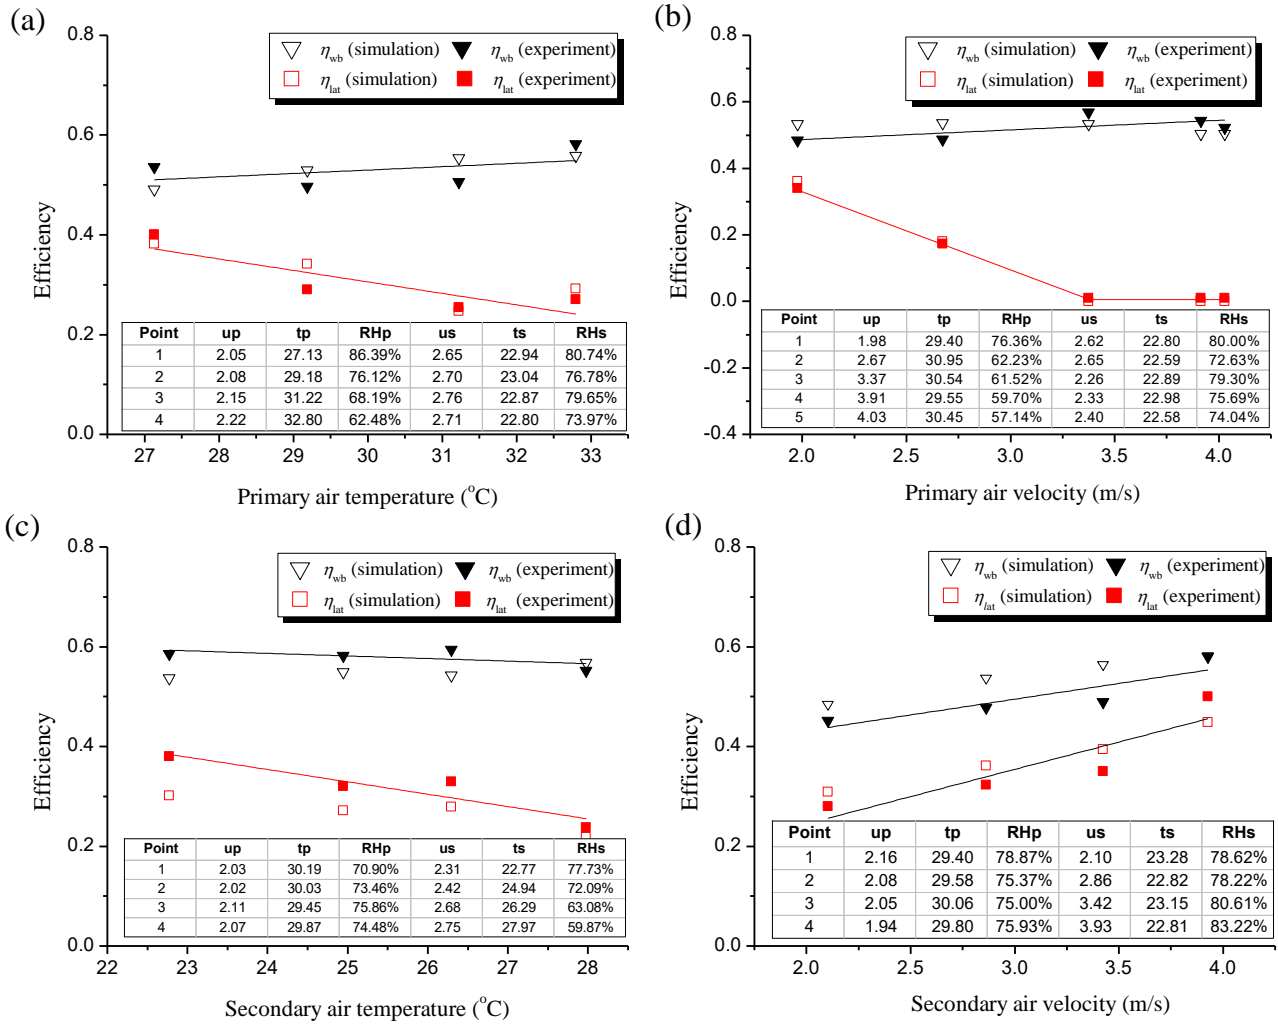 (a)
0.8
0.6
0.4
0.2
0.0
Efficiency
ηwb (simulation) ηwb (experiment)
ηlat (simulation) ηlat (experiment)
Point up tp RHp us ts RHs
1 2.05 27.13 86.39% 2.65 22.94 80.74%
2 2.08 29.18 76.12% 2.70 23.04 76.78%
3 2.15 31.22 68.19% 2.76 22.87 79.65%
4 2.22 32.80 62.48% 2.71 22.80 73.97%
27 28 29 30 31 32 33
Primary air temperature (°C)
(b)
0.8
0.6
0.4
0.2
0.0
-0.2
-0.4
Efficiency
ηwb (simulation) ηwb (experiment)
ηlat (simulation) ηlat (experiment)
Point up tp RHp us ts RHs
1 1.98 29.40 76.36% 2.62 22.80 80.00%
2 2.67 30.95 62.23% 2.65 22.59 72.63%
3 3.37 30.54 61.52% 2.26 22.89 79.30%
4 3.91 29.55 59.70% 2.33 22.98 75.69%
5 4.03 30.45 57.14% 2.40 22.58 74.04%
2.0 2.5 3.0 3.5 4.0
Primary air velocity (m/s)
(c)
0.8
0.6
0.4
0.2
0.0
Efficiency
ηwb (simulation) ηwb (experiment)
ηlat (simulation) ηlat (experiment)
Point up tp RHp us ts RHs
1 2.03 30.19 70.90% 2.31 22.77 77.73%
2 2.02 30.03 73.46% 2.42 24.94 72.09%
3 2.11 29.45 75.86% 2.68 26.29 63.08%
4 2.07 29.87 74.48% 2.75 27.97 59.87%
22 23 24 25 26 27 28
Secondary air temperature (°C)
(d)
0.8
0.6
0.4
0.2
0.0
Efficiency
ηwb (simulation) ηwb (experiment)
ηlat (simulation) ηlat (experiment)
Point up tp RHp us ts RHs
1 2.16 29.40 78.87% 2.10 23.28 78.62%
2 2.08 29.58 75.37% 2.86 22.82 78.22%
3 2.05 30.06 75.00% 3.42 23.15 80.61%
4 1.94 29.80 75.93% 3.93 22.81 83.22%
2.0 2.5 3.0 3.5 4.0
Secondary air velocity (m/s)